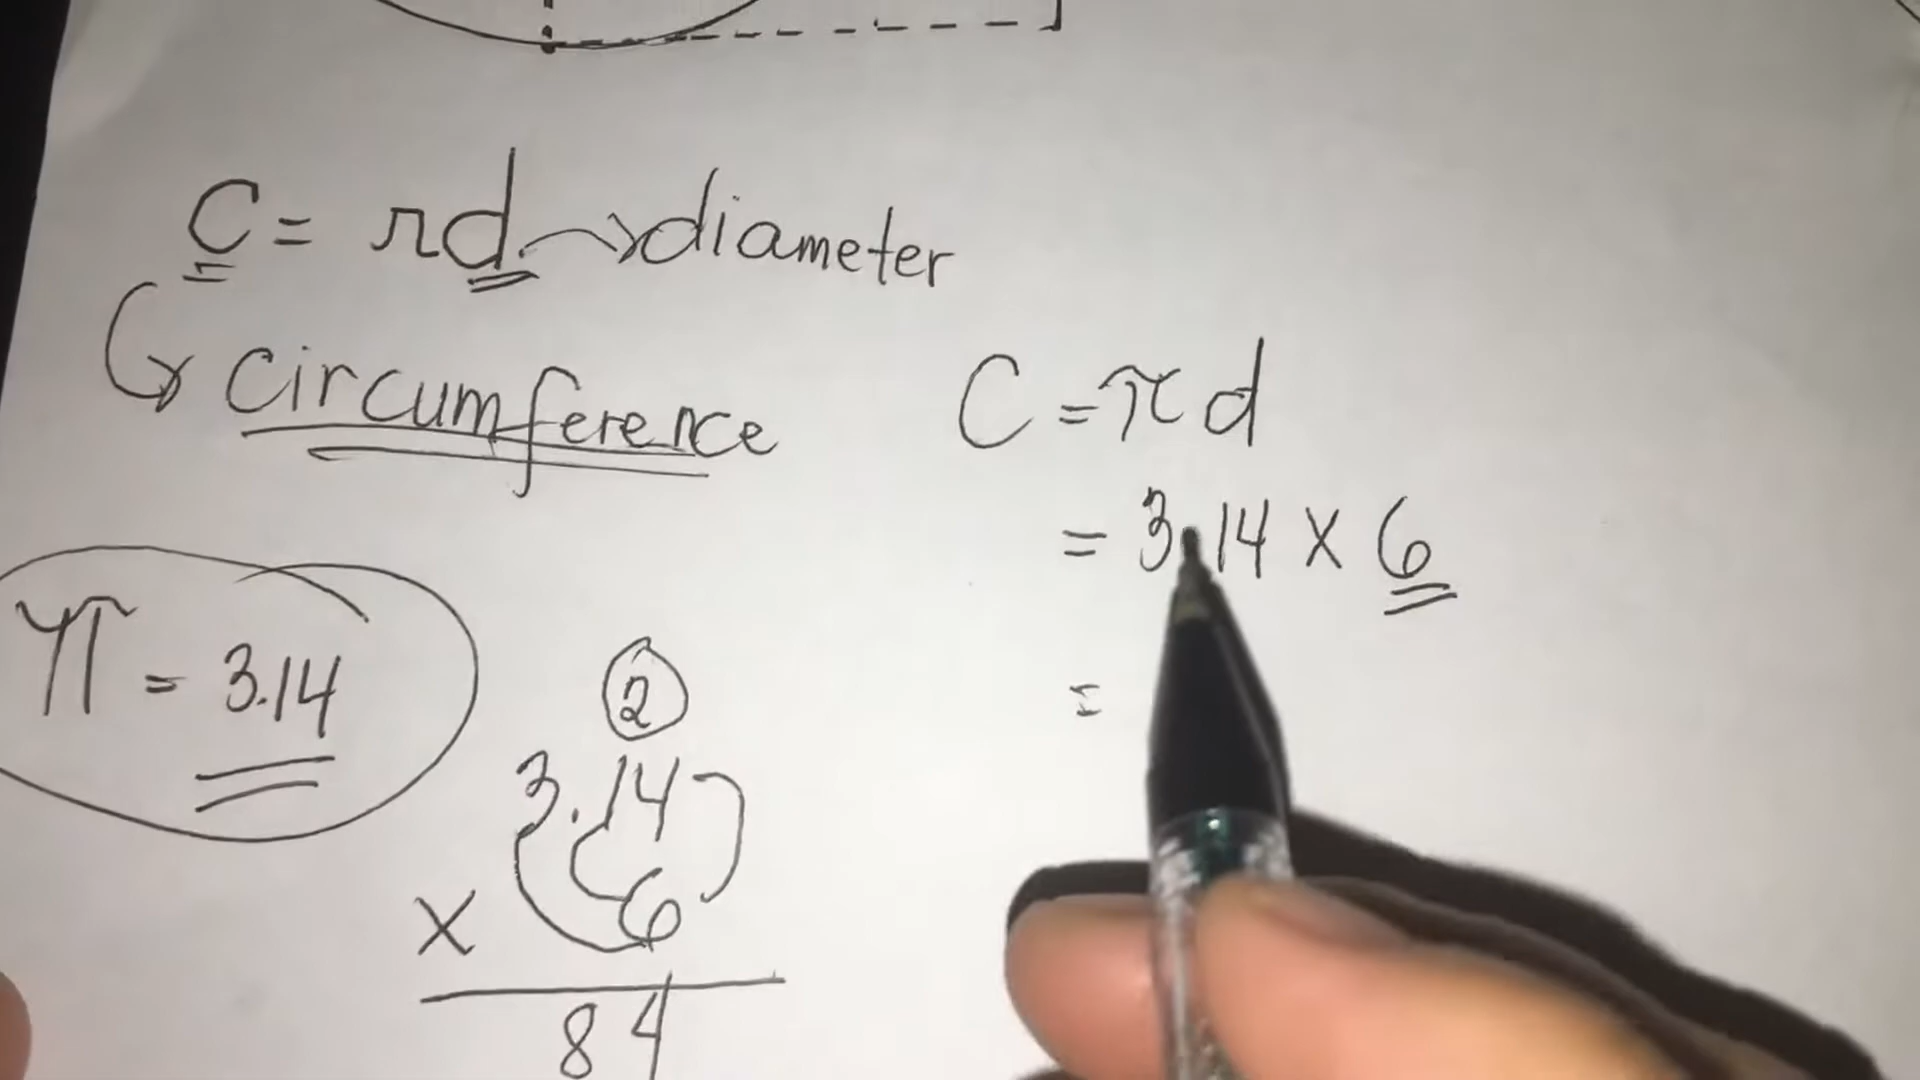 C = πd → diameter
Circumference
C = πd
= 3.14 x 6
=
π = 3.14
2
3.14
x 6
84